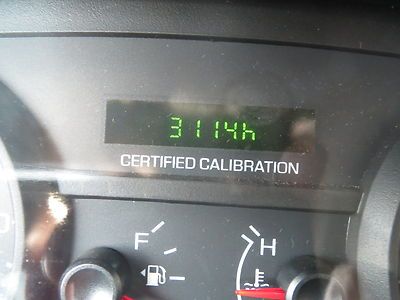 3114h
CERTIFIED CALIBRATION
F H